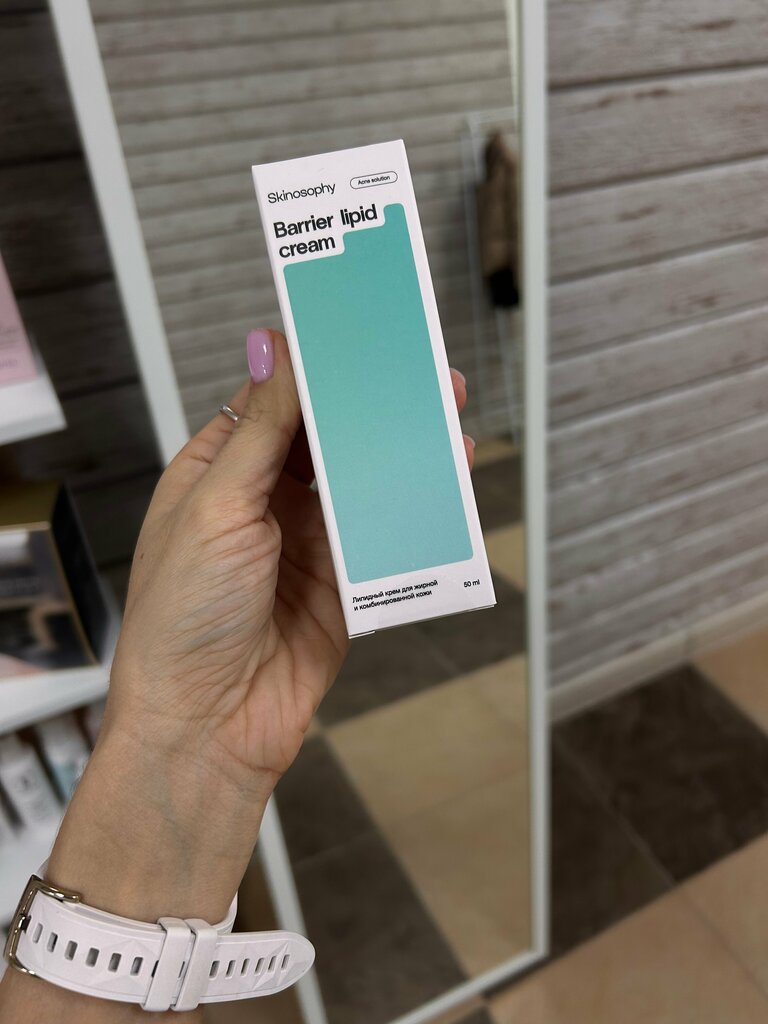 Skinosophy
Acne solution
Barrier lipid
cream
Липидный крем для жирной
и комбинированной кожи
50 ml